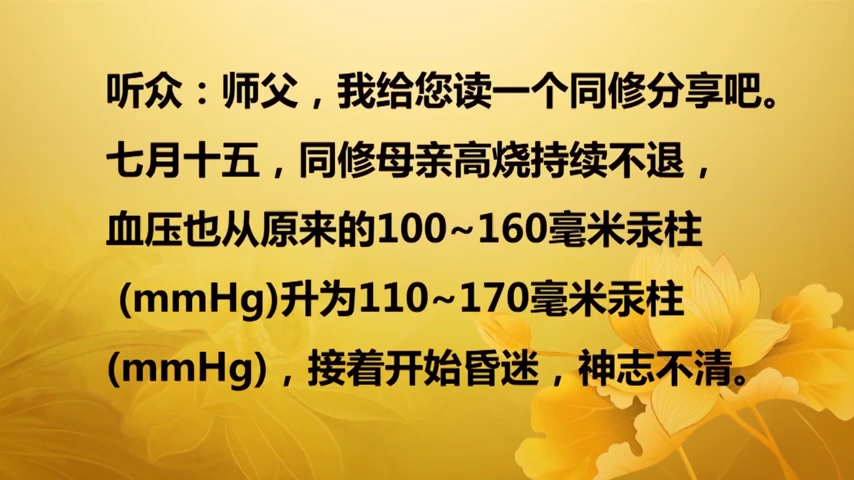 听众：师父，我给您读一个同修分享吧。
七月十五，同修母亲高烧持续不退，
血压也从原来的100~160毫米汞柱
(mmHg)升为110~170毫米汞柱
(mmHg)，接着开始昏迷，神志不清。